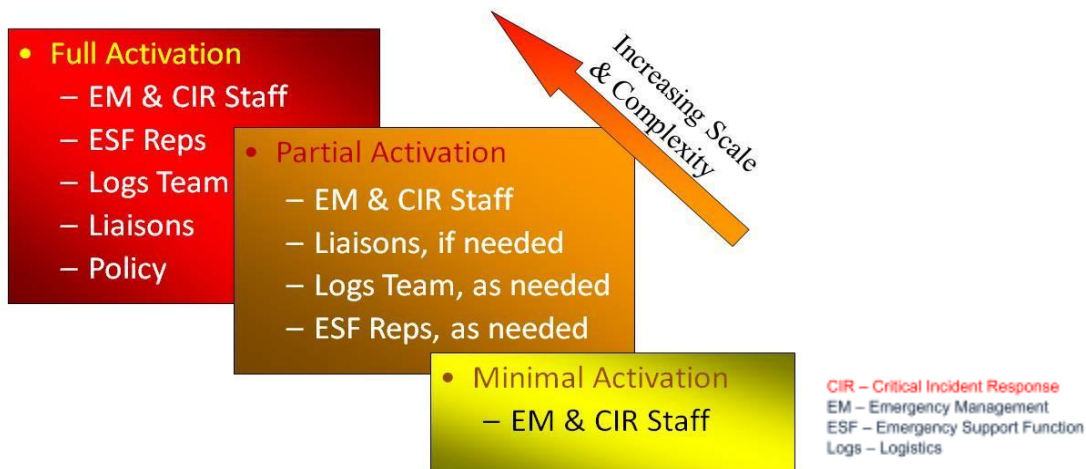 • Full Activation
– EM & CIR Staff
– ESF Reps
– Logs Team
– Liaisons
– Policy
• Partial Activation
– EM & CIR Staff
– Liaisons, if needed
– Logs Team, as needed
– ESF Reps, as needed
• Minimal Activation
– EM & CIR Staff
Increasing Scale
& Complexity
CIR – Critical Incident Response
EM – Emergency Management
ESF – Emergency Support Function
Logs – Logistics